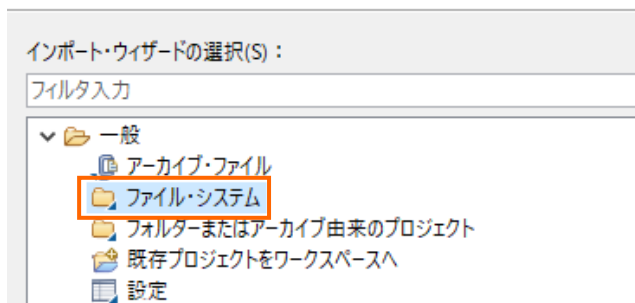 インポート・ウィザードの選択(S)：
フィルタ入力
一般
アーカイブ・ファイル
ファイル・システム
フォルダーまたはアーカイブ由来のプロジェクト
既存プロジェクトをワークスペースへ
設定